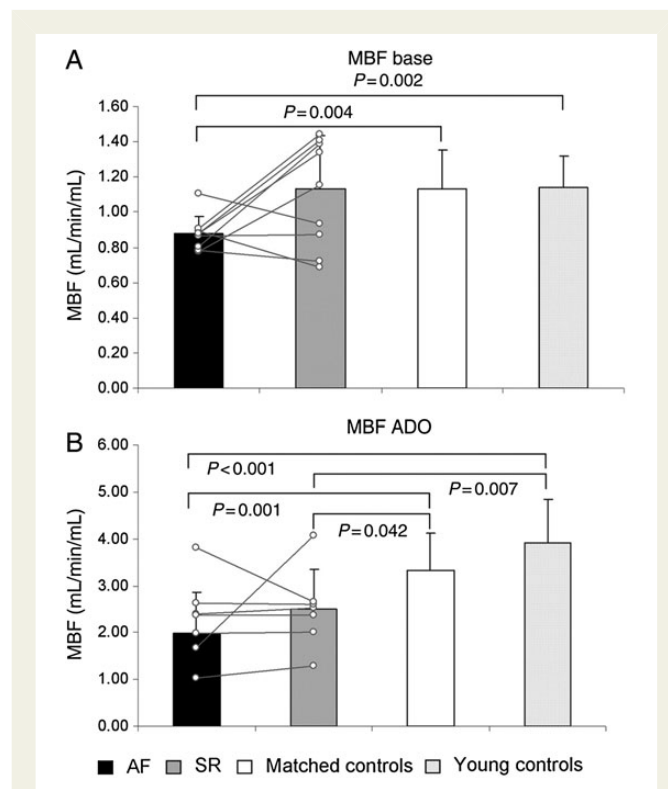 A
MBF base
P=0.002
P=0.004
1.60
1.40
1.20
1.00
0.80
0.60
0.40
0.20
0.00
MBF (mL/min/mL)
B
MBF ADO
P<0.001
P=0.007
P=0.001
P=0.042
6.00
5.00
4.00
3.00
2.00
1.00
0.00
MBF (mL/min/mL)
AF SR Matched controls Young controls